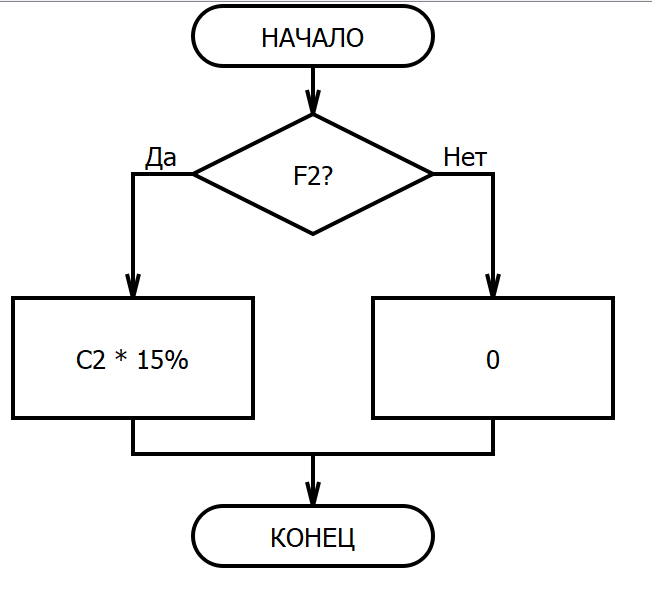 НАЧАЛО
Да
Нет
F2?
C2 * 15%
0
КОНЕЦ